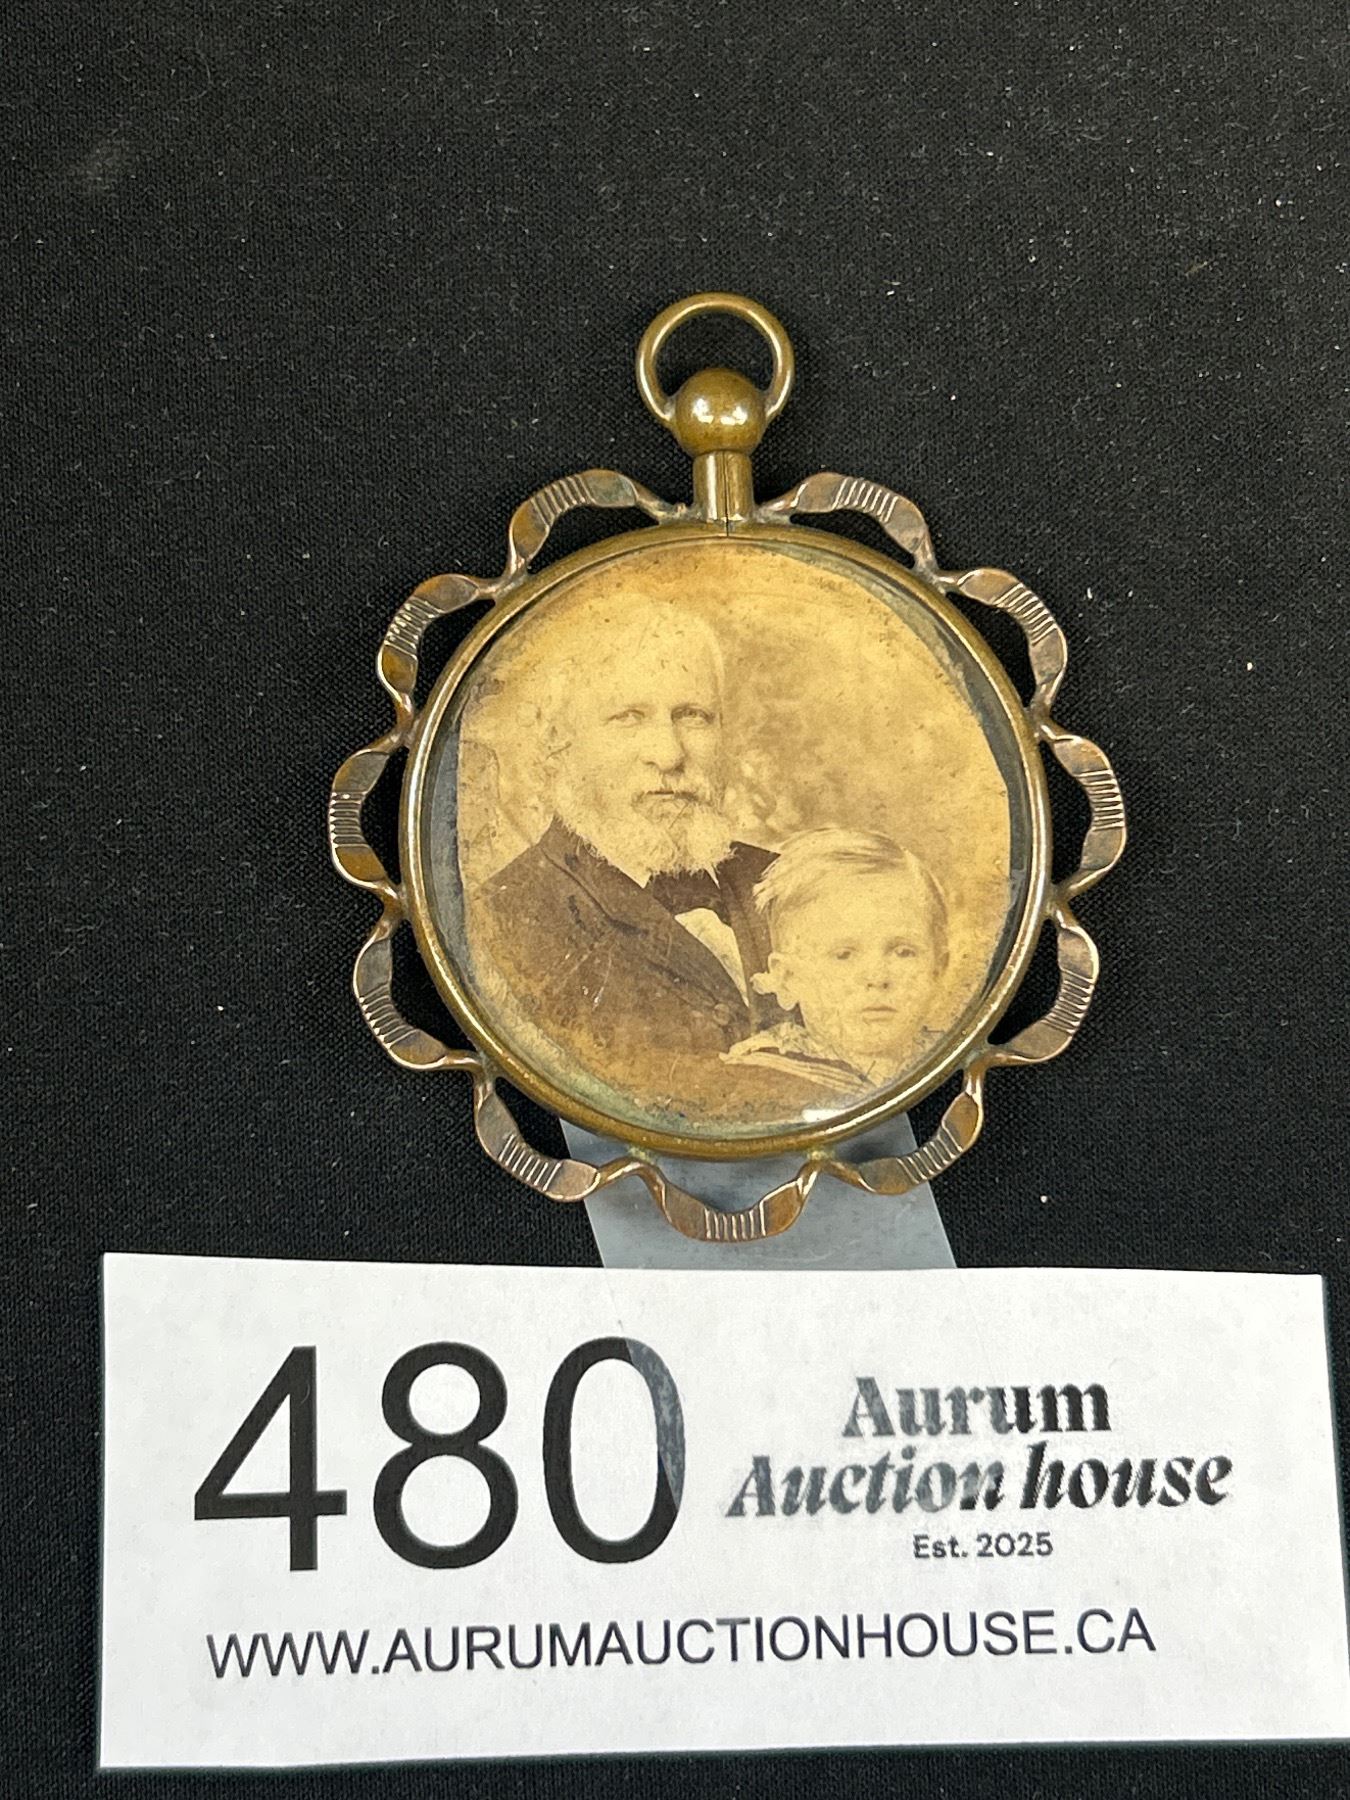 480
Aurum
Auction house
Est. 2025
WWW.AURUMAUCTIONHOUSE.CA